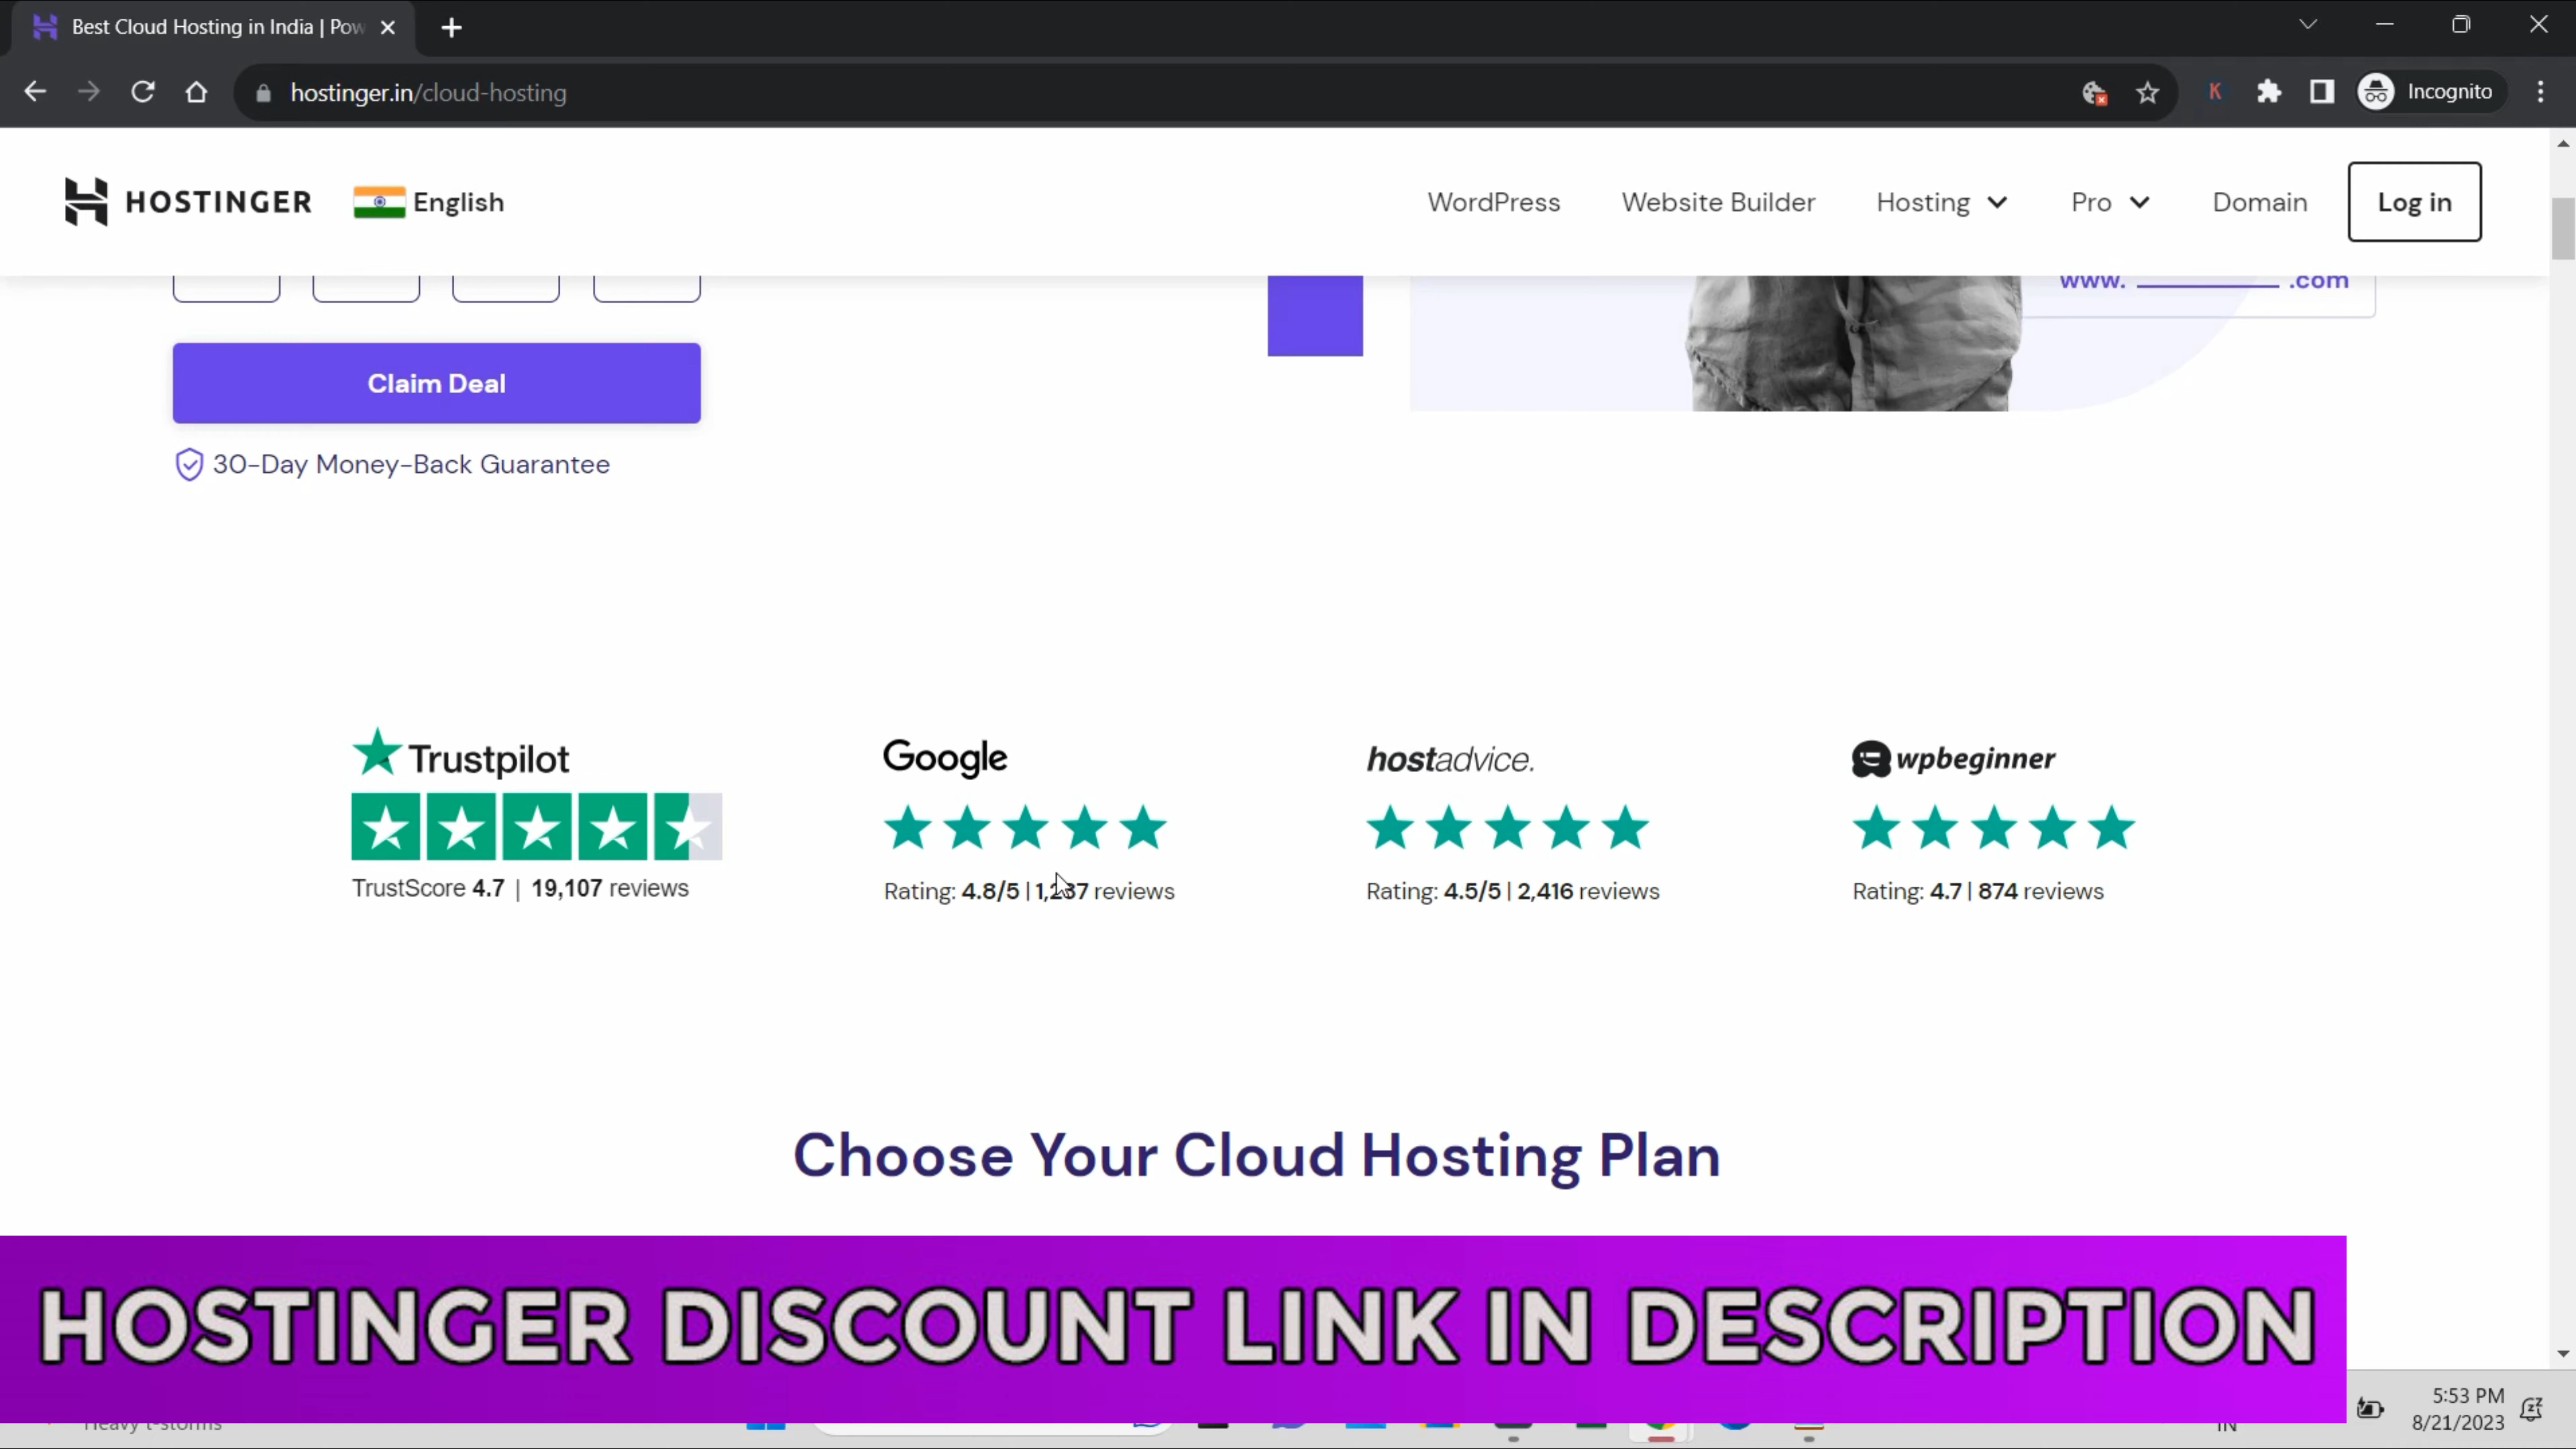 Best Cloud Hosting in India | Pow
hostinger.in/cloud-hosting
K
Incognito
HOSTINGER
English
WordPress
Website Builder
Hosting
Pro
Domain
Log in
www. .com
Claim Deal
30-Day Money-Back Guarantee
Trustpilot
Google
hostadvice.
wpbeginner
TrustScore 4.7 | 19,107 reviews
Rating: 4.8/5 | reviews
Rating: 4.5/5 | 2,416 reviews
Rating: 4.7 | 874 reviews
Choose Your Cloud Hosting Plan
HOSTINGER DISCOUNT LINK IN DESCRIPTION
Heavy t-storms
IN
5:53 PM
8/21/2023